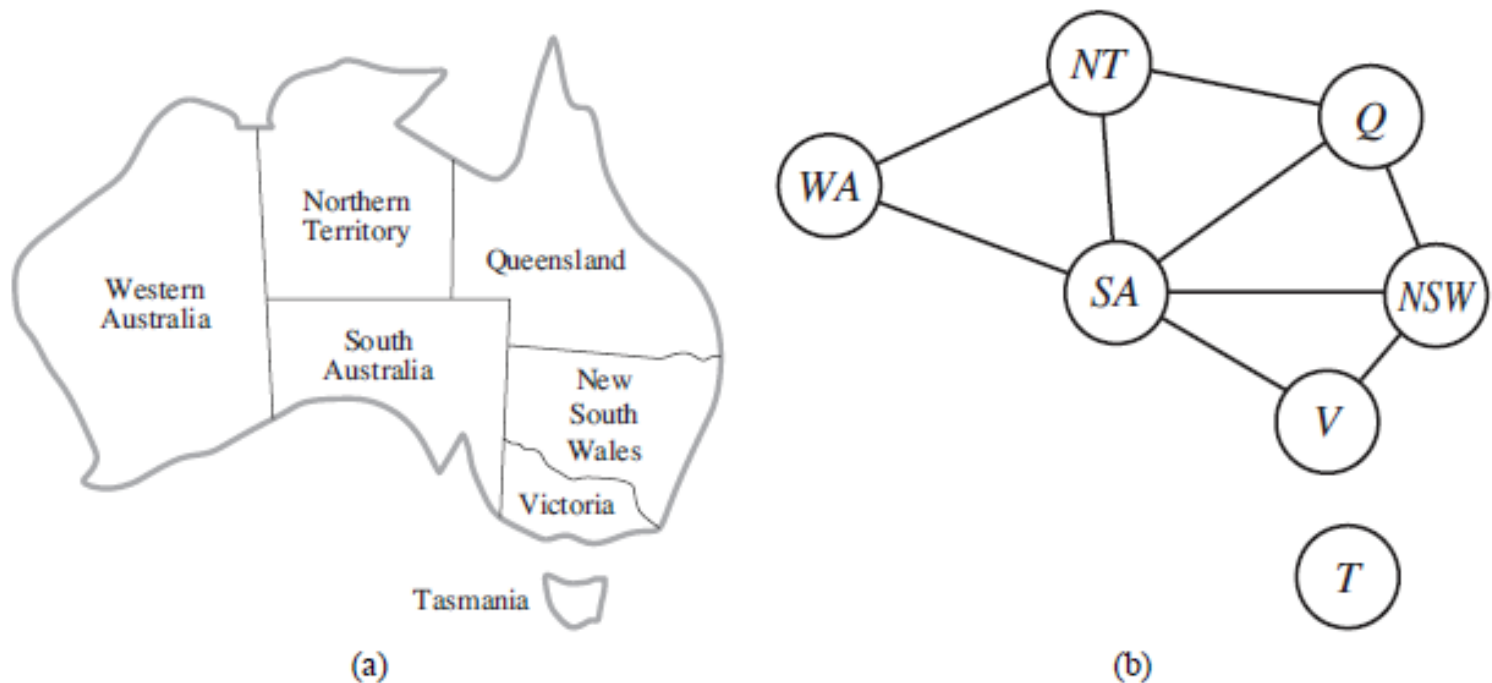 Northern
Territory
Western
Australia
Queensland
South
Australia
New
South
Wales
Victoria
Tasmania
(a)
NT
Q
WA
SA
NSW
V
T
(b)